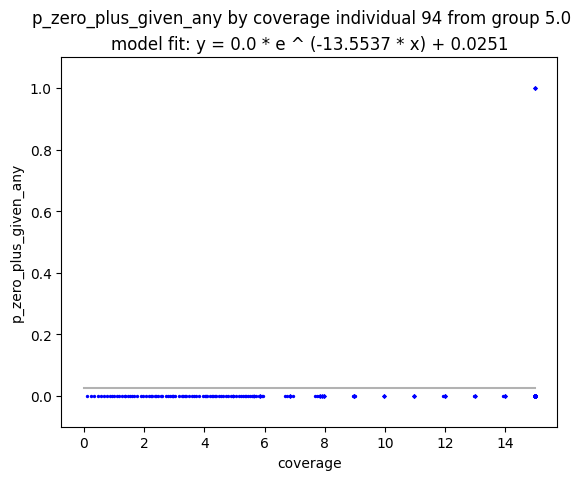 p_zero_plus_given_any by coverage individual 94 from group 5.0
model fit: y = 0.0 * e ^ (-13.5537 * x) + 0.0251
1.0
0.8
0.6
0.4
0.2
0.0
p_zero_plus_given_any
0 2 4 6 8 10 12 14
coverage